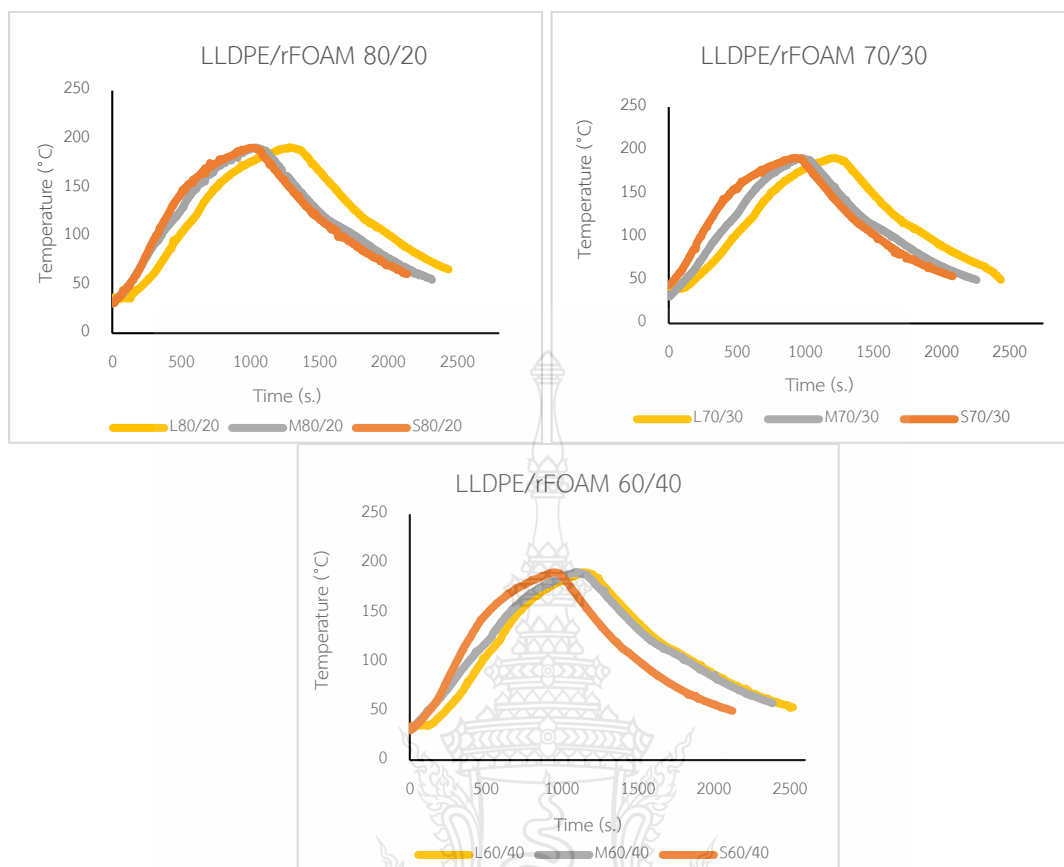 LLDPE/rFOAM 80/20
250
200
150
100
50
0
Temperature (°C)
0 500 1000 1500 2000 2500
Time (s.)
L80/20 M80/20 S80/20
LLDPE/rFOAM 70/30
250
200
150
100
50
0
Temperature (°C)
0 500 1000 1500 2000 2500
Time (s.)
L70/30 M70/30 S70/30
LLDPE/rFOAM 60/40
250
200
150
100
50
0
Temperature (°C)
0 500 1000 1500 2000 2500
Time (s.)
L60/40 M60/40 S60/40